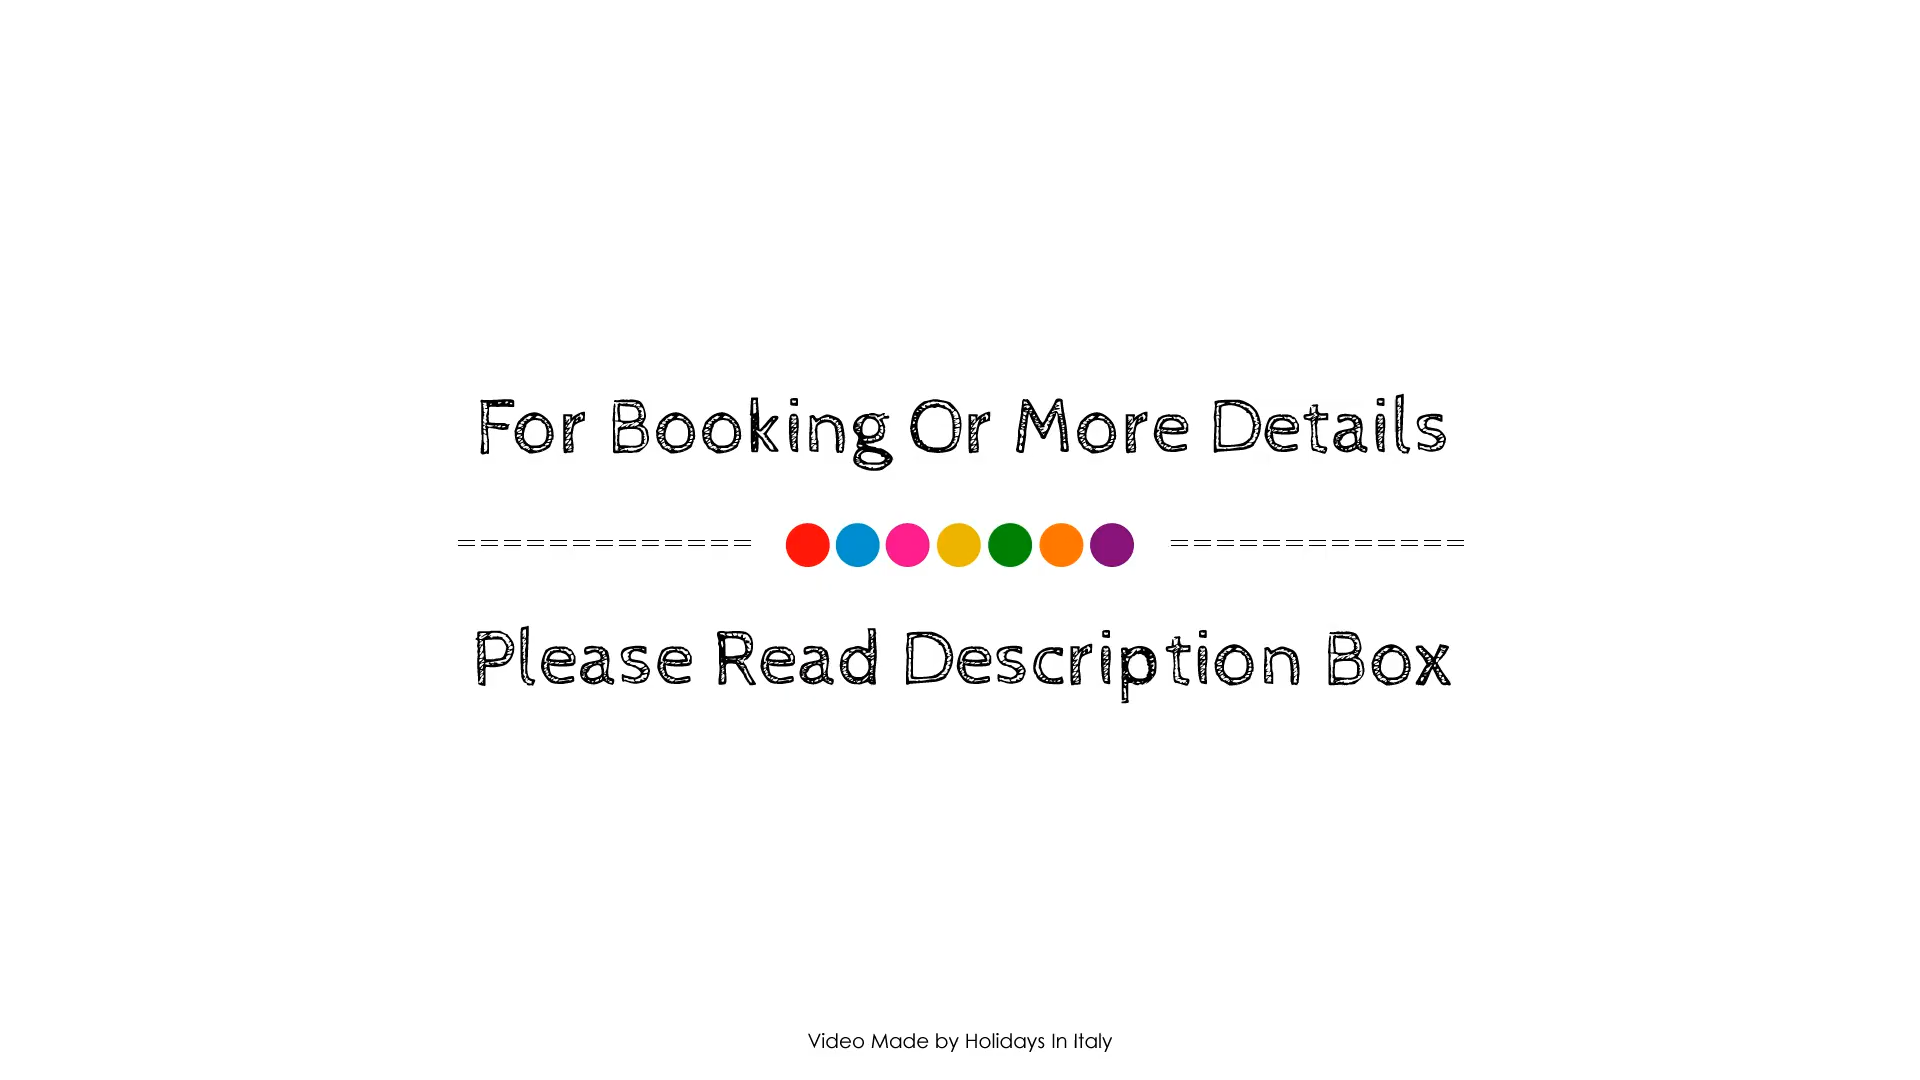 For Booking Or More Details
============= =============
Please Read Description Box
Video Made by Holidays In Italy